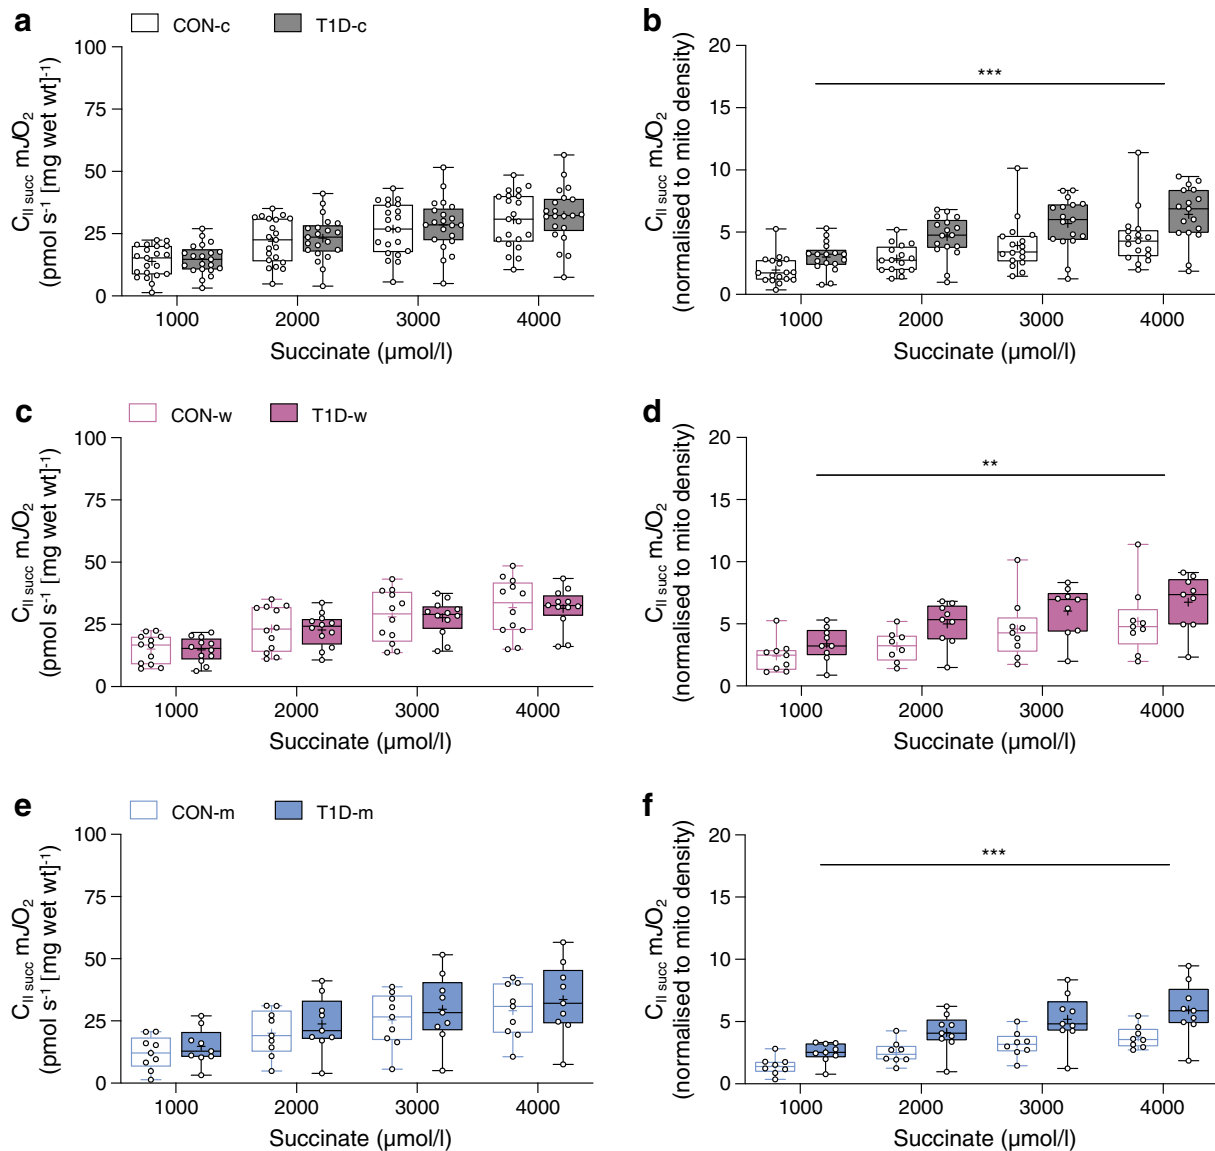 a
CON-c
T1D-c
C_II succ mJO₂
(pmol s⁻¹ [mg wet wt]⁻¹)
100
75
50
25
0
1000 2000 3000 4000
Succinate (µmol/l)
b
C_II succ mJO₂
(normalised to mito density)
20
15
10
5
0
***
1000 2000 3000 4000
Succinate (µmol/l)
c
CON-w
T1D-w
C_II succ mJO₂
(pmol s⁻¹ [mg wet wt]⁻¹)
100
75
50
25
0
1000 2000 3000 4000
Succinate (µmol/l)
d
C_II succ mJO₂
(normalised to mito density)
20
15
10
5
0
**
1000 2000 3000 4000
Succinate (µmol/l)
e
CON-m
T1D-m
C_II succ mJO₂
(pmol s⁻¹ [mg wet wt]⁻¹)
100
75
50
25
0
1000 2000 3000 4000
Succinate (µmol/l)
f
C_II succ mJO₂
(normalised to mito density)
20
15
10
5
0
***
1000 2000 3000 4000
Succinate (µmol/l)